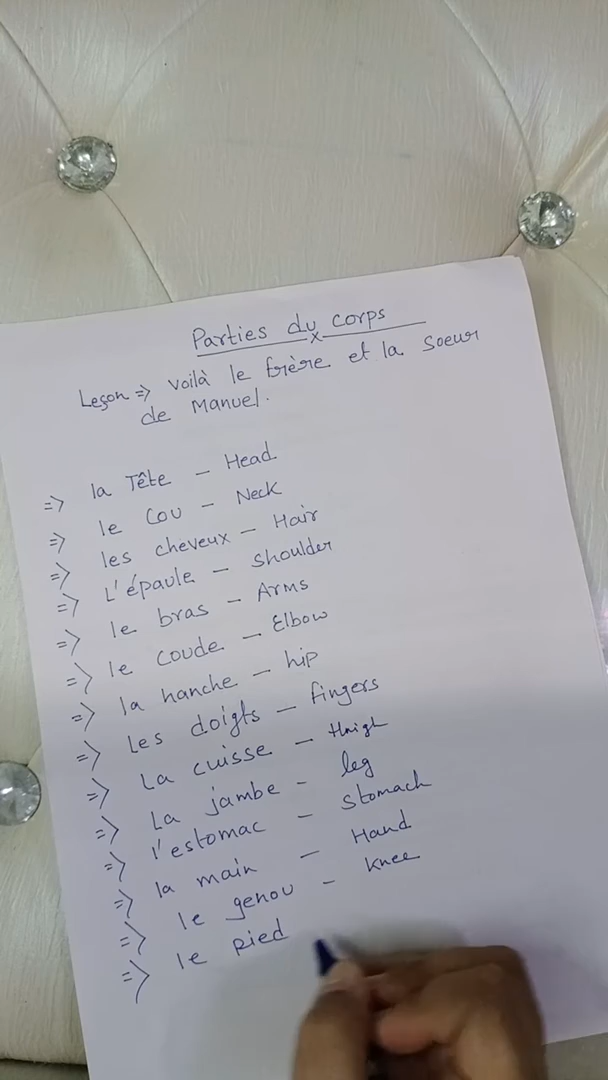 Parties du corps
Leçon => Voilà le frère et la soeur
de Manuel.
=> la Tête - Head
=> le Cou - Neck
=> les cheveux - Hair
=> L'épaule - Shoulder
=> le bras - Arms
=> le coude - Elbow
=> la hanche - hip
=> Les doigts - fingers
=> La cuisse - thigh
=> La jambe - leg
=> l'estomac - Stomach
=> la main - Hand
=> le genou - Knee
=> le pied